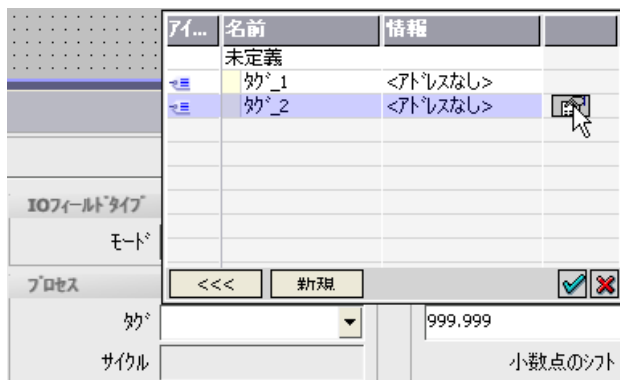 ｱｲ... 名前 情報
未定義
ﾀｸﾞ_1 <ｱﾄﾞﾚｽなし>
ﾀｸﾞ_2 <ｱﾄﾞﾚｽなし>
IOﾌｨｰﾙﾄﾞﾀｲﾌﾟ
ﾓｰﾄﾞ
<<< 新規
ﾌﾟﾛｾｽ
ﾀｸﾞ 999.999
ｻｲｸﾙ 小数点のｼﾌﾄ